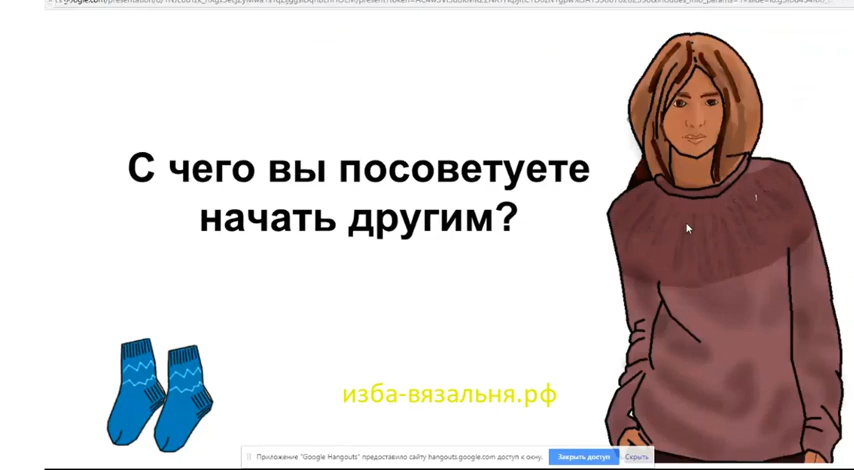 С чего вы посоветуете
начать другим?
изба-вязальня.рф
Приложение "Google Hangouts" предоставило сайту hangouts.google.com доступ к окну.
Закрыть доступ
Скрыть